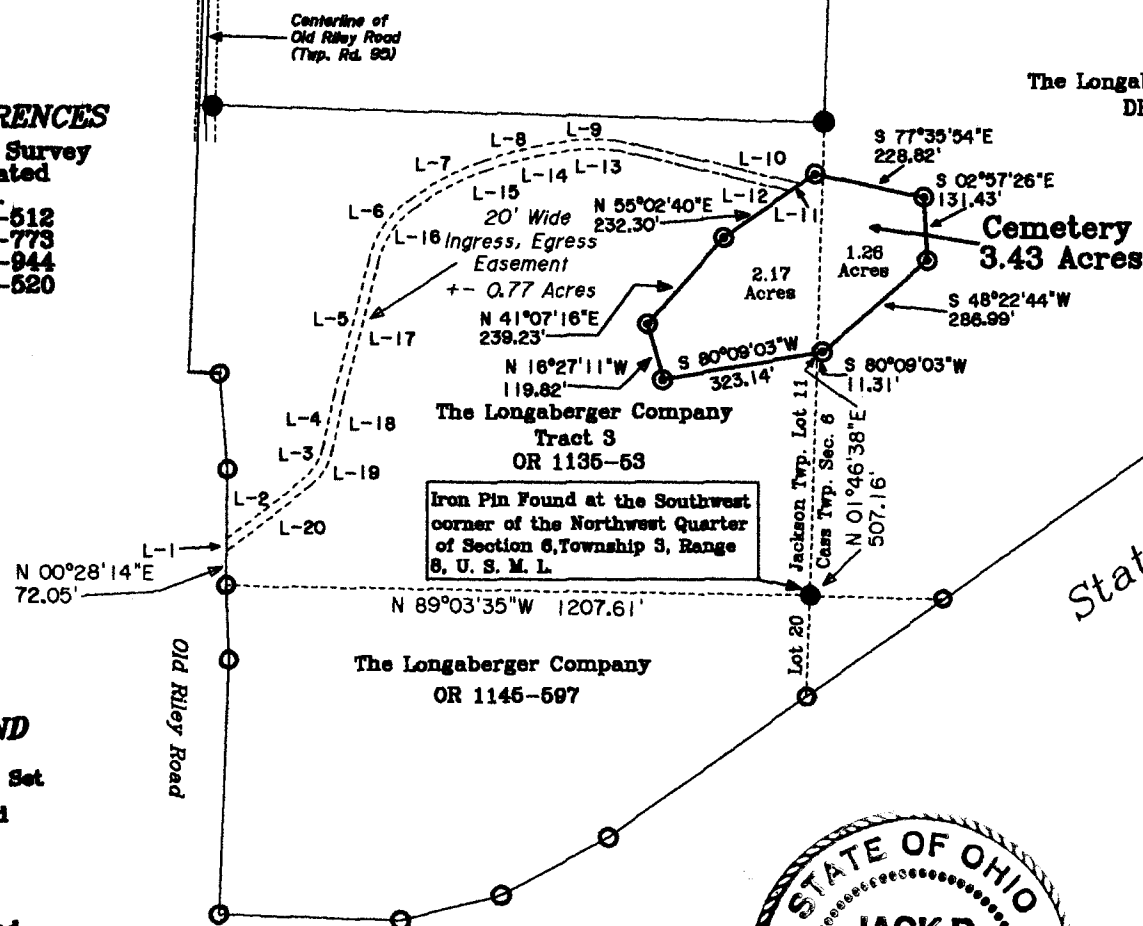 Centerline of
Old Riley Road
(Twp. Rd. 95)
The Longa
RENCES
Survey
ated
-512
-773
-944
-520
S 77°35'54"E
228.82'
S 02°57'26"E
131.43'
Cemetery
3.43 Acres
1.26
Acres
2.17
Acres
L-9
L-8
L-7
L-10
L-13
L-14
L-15
L-12
L-11
L-6
L-16
N 55°02'40"E
232.30'
20' Wide
Ingress, Egress
Easement
+- 0.77 Acres
L-5
L-17
N 41°07'16"E
239.23'
S 48°22'44"W
286.99'
N 16°27'11"W
119.82'
S 80°09'03"W
323.14'
S 80°09'03"W
11.31'
L-4
L-18
L-3
L-19
L-2
L-20
L-1
The Longaberger Company
Tract 3
OR 1135-53
Jackson Twp. Lot 11
Cass Twp. Sec. 6
N 01°46'38"E
507.16'
Iron Pin Found at the Southwest
corner of the Northwest Quarter
of Section 6,Township 3, Range
8, U. S. M. L.
N 00°28'14"E
72.05'
N 89°03'35"W 1207.61'
Stat
Lot 20
Old Riley Road
The Longaberger Company
OR 1145-597
ND
Set
STATE OF OHIO
JACK D